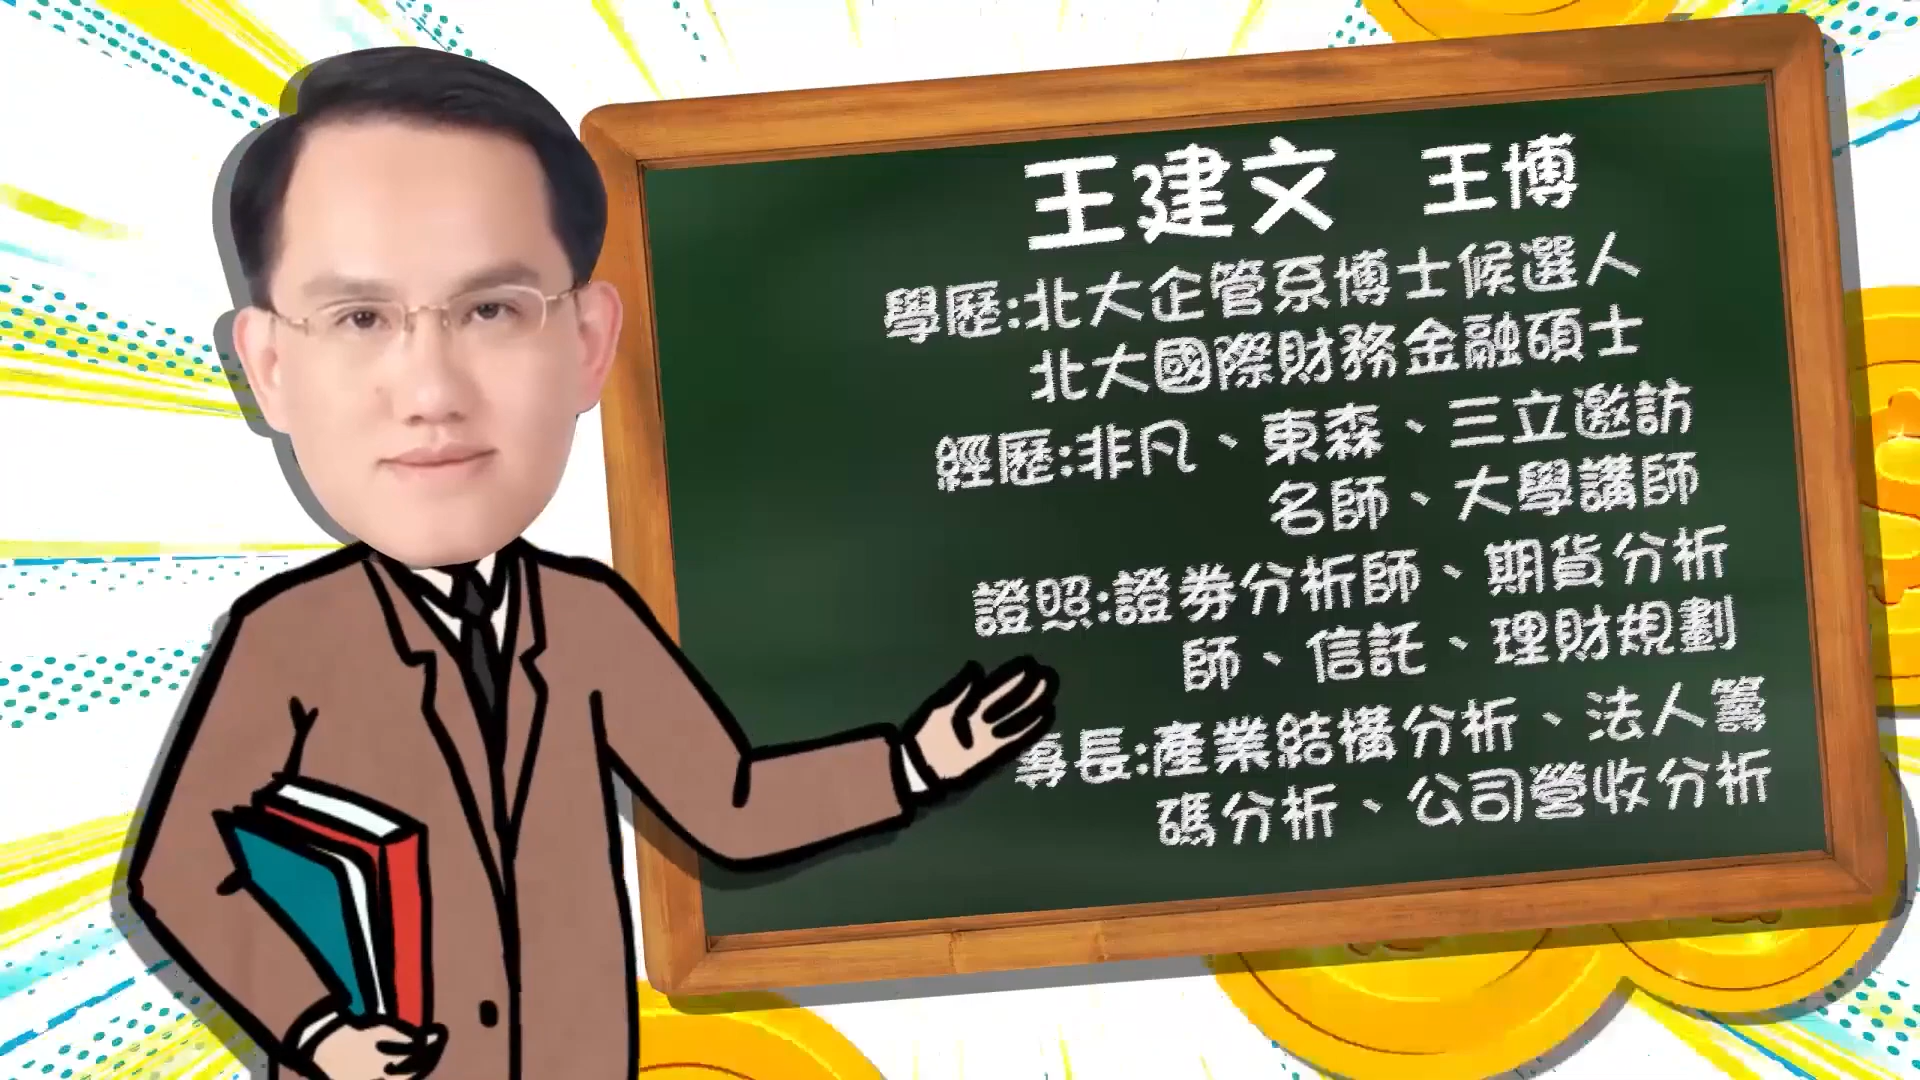 王建文 王博
學歷:北大企管系博士候選人
北大國際財務金融碩士
經歷:非凡、東森、三立邀訪
名師、大學講師
證照:證券分析師、期貨分析
師、信託、理財規劃
專長:產業結構分析、法人籌
碼分析、公司營收分析